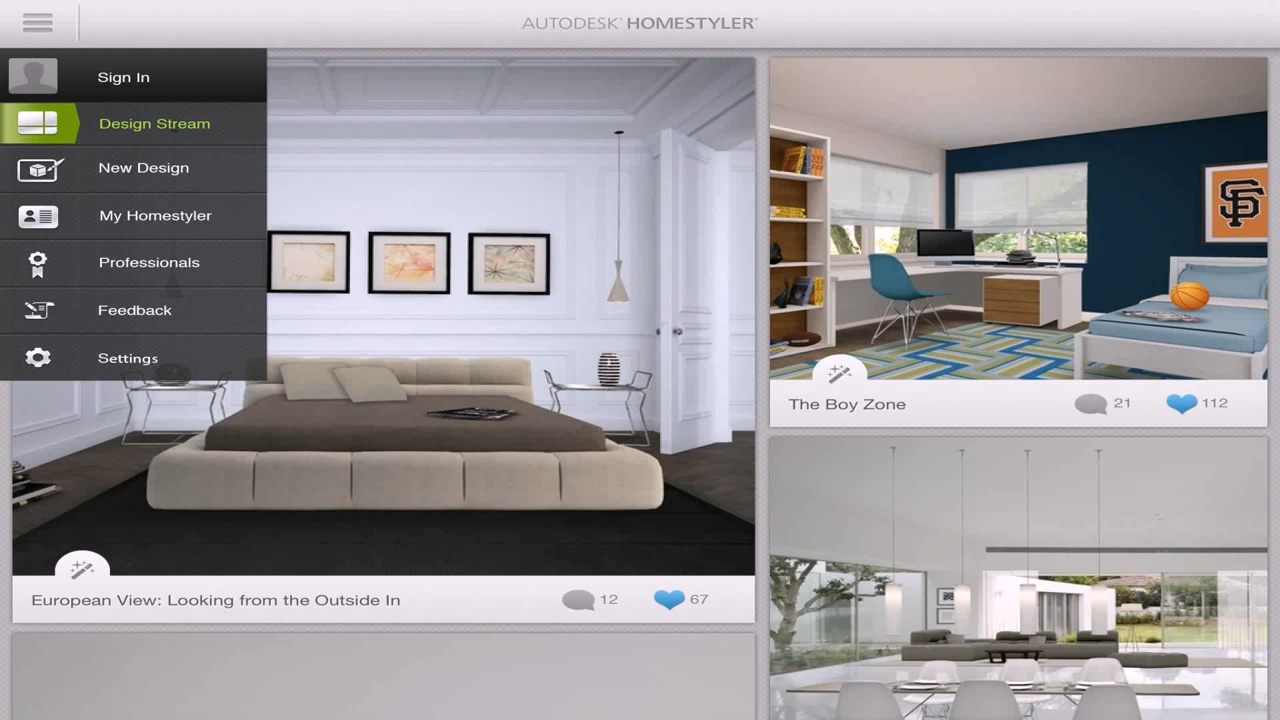 AUTODESK® HOMESTYLER®
Sign In
Design Stream
New Design
My Homestyler
Professionals
Feedback
Settings
SF
The Boy Zone
21
112
European View: Looking from the Outside In
12
67